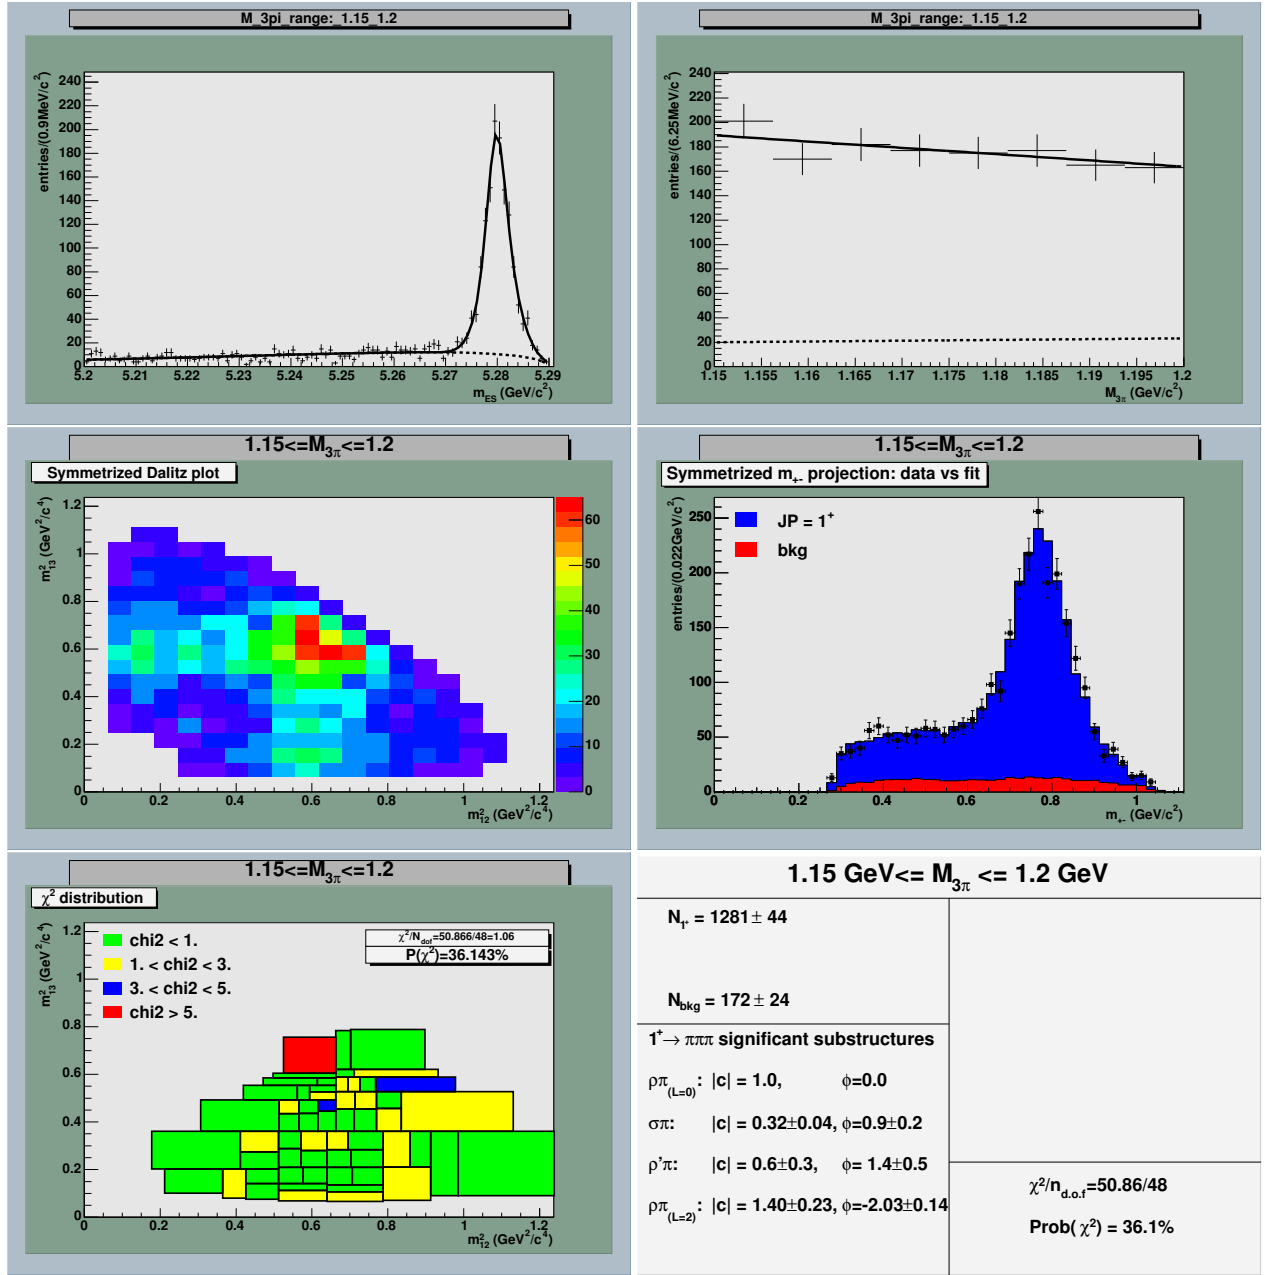 M_3pi_range:_1.15_1.2
entries/(0.9MeV/c²)
240
220
200
180
160
140
120
100
80
60
40
20
0
5.2 5.21 5.22 5.23 5.24 5.25 5.26 5.27 5.28 5.29
m_ES (GeV/c²)
M_3pi_range:_1.15_1.2
entries/(6.25MeV/c²)
240
220
200
180
160
140
120
100
80
60
40
20
0
1.15 1.155 1.16 1.165 1.17 1.175 1.18 1.185 1.19 1.195 1.2
M_3π (GeV/c²)
1.15<=M_3π<=1.2
Symmetrized Dalitz plot
m²_13 (GeV²/c⁴)
1.2
1
0.8
0.6
0.4
0.2
0
0 0.2 0.4 0.6 0.8 1 1.2
m²_12 (GeV²/c⁴)
60
50
40
30
20
10
0
1.15<=M_3π<=1.2
Symmetrized m_+- projection: data vs fit
entries/(0.022GeV/c²)
250
200
150
100
50
0
JP = 1⁺
bkg
0 0.2 0.4 0.6 0.8 1
m_+- (GeV/c²)
1.15<=M_3π<=1.2
χ² distribution
m²_13 (GeV²/c⁴)
1.2
1
0.8
0.6
0.4
0.2
0
chi2 < 1.
1. < chi2 < 3.
3. < chi2 < 5.
chi2 > 5.
χ²/N_dof=50.866/48=1.06
P(χ²)=36.143%
0 0.2 0.4 0.6 0.8 1 1.2
m²_12 (GeV²/c⁴)
1.15 GeV<= M_3π <= 1.2 GeV
N_1⁺ = 1281± 44
N_bkg = 172± 24
1⁺→ πππ significant substructures
ρπ_(L=0): |c| = 1.0, ϕ=0.0
σπ: |c| = 0.32±0.04, ϕ=0.9±0.2
ρ'π: |c| = 0.6±0.3, ϕ= 1.4±0.5
ρπ_(L=2): |c| = 1.40±0.23, ϕ=-2.03±0.14
χ²/n_d.o.f=50.86/48
Prob( χ²) = 36.1%